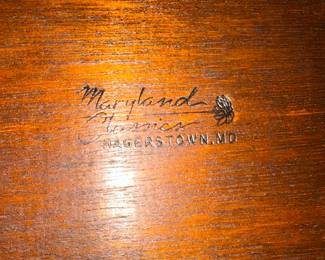 Maryland
Classics
HAGERSTOWN, MD